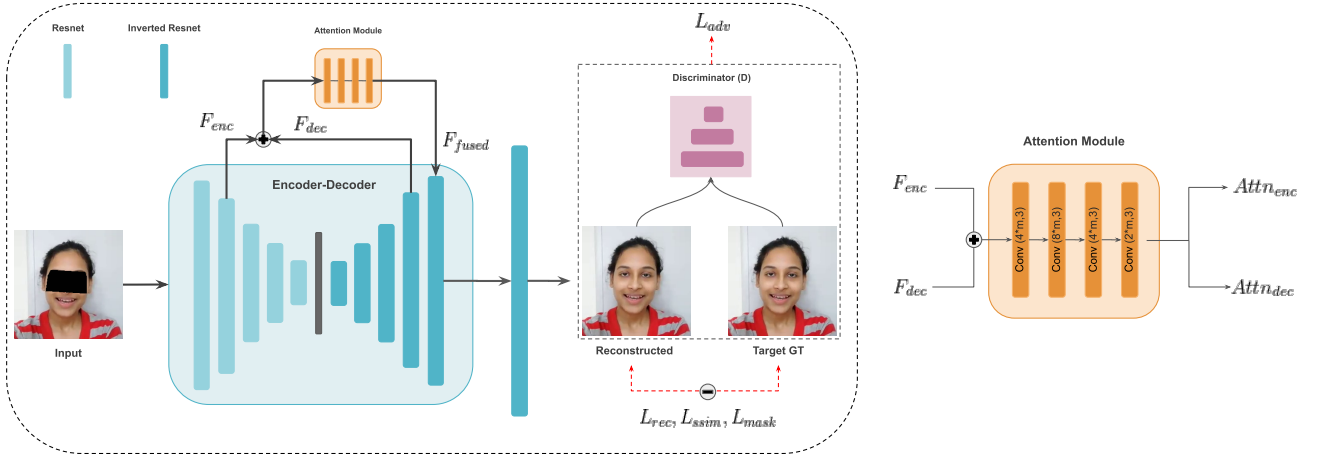 Resnet
Inverted Resnet
Attention Module
F_enc
F_dec
F_fused
Encoder-Decoder
Input
L_adv
Discriminator (D)
Reconstructed
Target GT
L_rec, L_ssim, L_mask
Attention Module
F_enc
F_dec
Conv (4*m,3)
Conv (8*m,3)
Conv (4*m,3)
Conv (2*m,3)
Attn_enc
Attn_dec